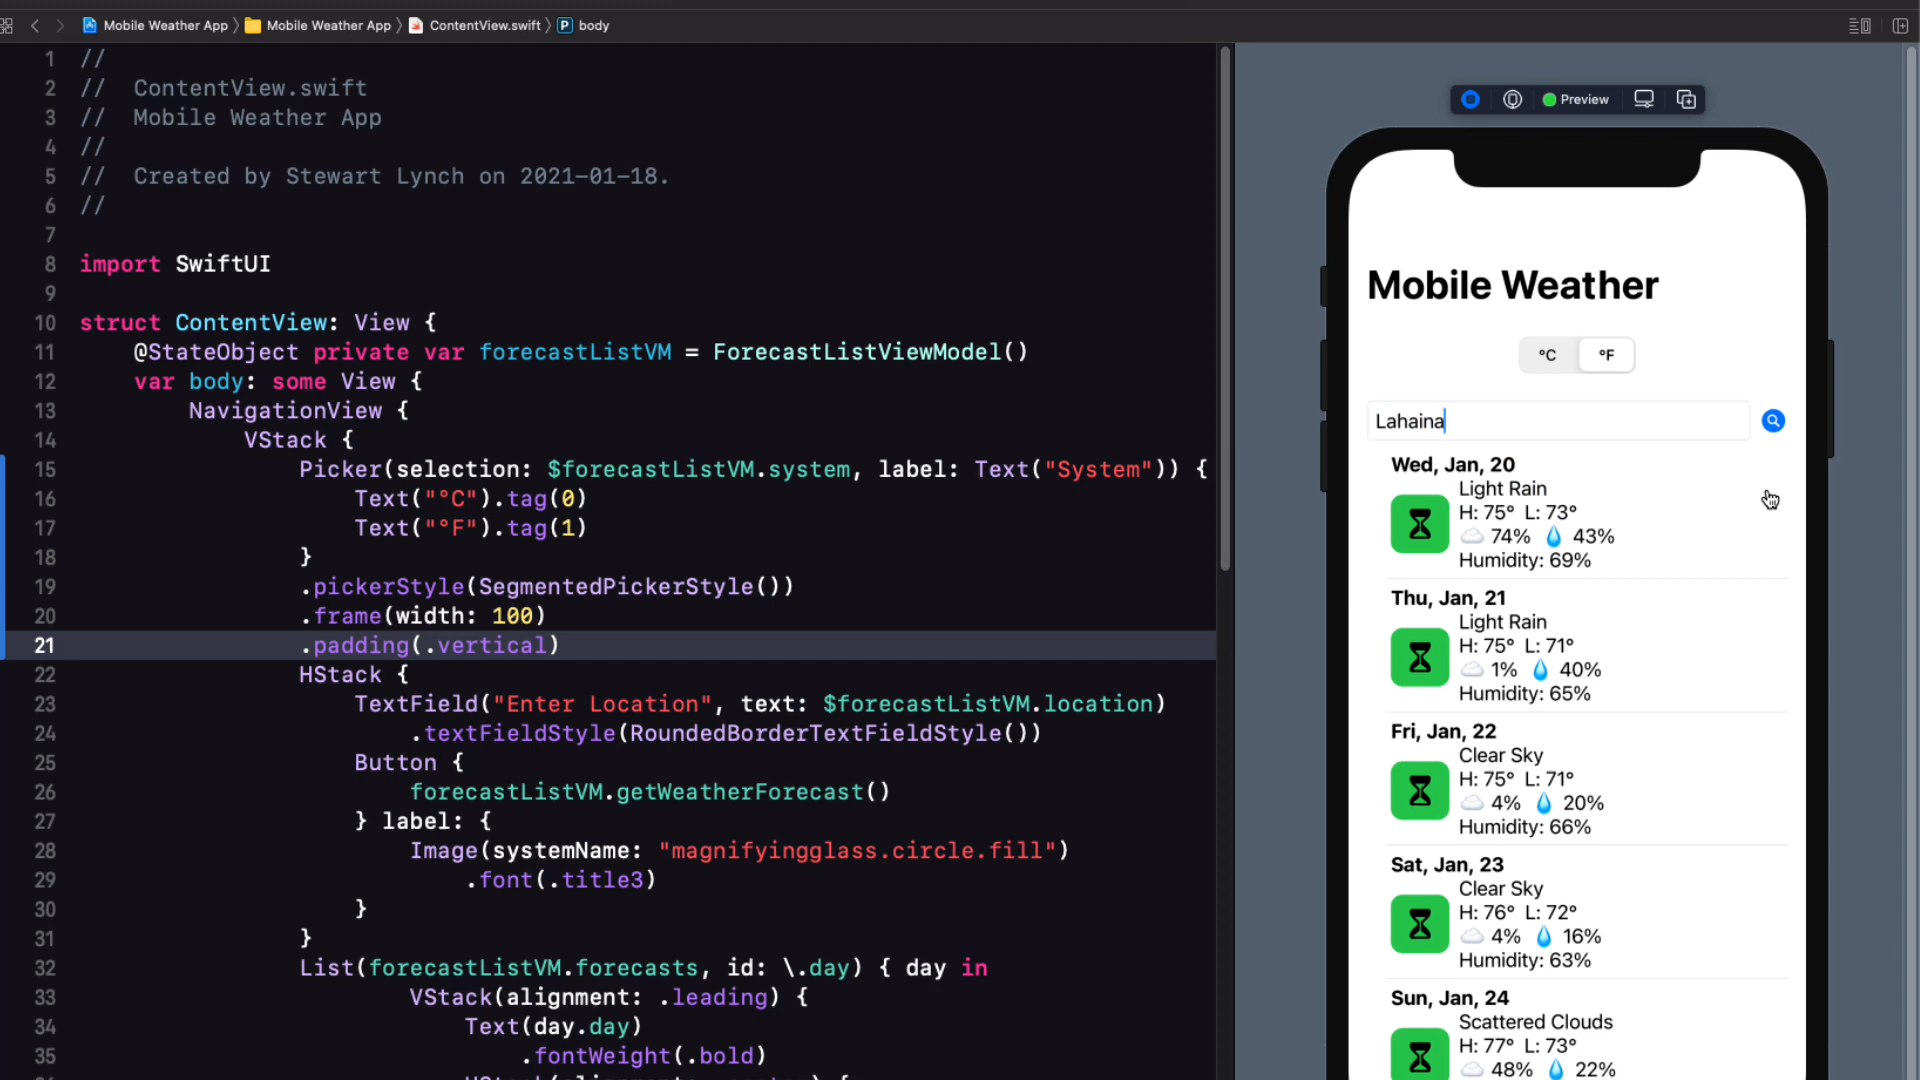 Mobile Weather App
Mobile Weather App
ContentView.swift
P body
1 //
2 //  ContentView.swift
3 //  Mobile Weather App
4 //
5 //  Created by Stewart Lynch on 2021-01-18.
6 //
7
8 import SwiftUI
9
10 struct ContentView: View {
11     @StateObject private var forecastListVM = ForecastListViewModel()
12     var body: some View {
13         NavigationView {
14             VStack {
15                 Picker(selection: $forecastListVM.system, label: Text("System")) {
16                     Text("°C").tag(0)
17                     Text("°F").tag(1)
18                 }
19                 .pickerStyle(SegmentedPickerStyle())
20                 .frame(width: 100)
21                 .padding(.vertical)
22                 HStack {
23                     TextField("Enter Location", text: $forecastListVM.location)
24                         .textFieldStyle(RoundedBorderTextFieldStyle())
25                     Button {
26                         forecastListVM.getWeatherForecast()
27                     } label: {
28                         Image(systemName: "magnifyingglass.circle.fill")
29                             .font(.title3)
30                     }
31                 }
32                 List(forecastListVM.forecasts, id: \.day) { day in
33                         VStack(alignment: .leading) {
34                             Text(day.day)
35                                 .fontWeight(.bold)
Preview
Mobile Weather
°C °F
Lahaina
Wed, Jan, 20
Light Rain
H: 75° L: 73°
74% 43%
Humidity: 69%
Thu, Jan, 21
Light Rain
H: 75° L: 71°
1% 40%
Humidity: 65%
Fri, Jan, 22
Clear Sky
H: 75° L: 71°
4% 20%
Humidity: 66%
Sat, Jan, 23
Clear Sky
H: 76° L: 72°
4% 16%
Humidity: 63%
Sun, Jan, 24
Scattered Clouds
H: 77° L: 73°
48% 22%